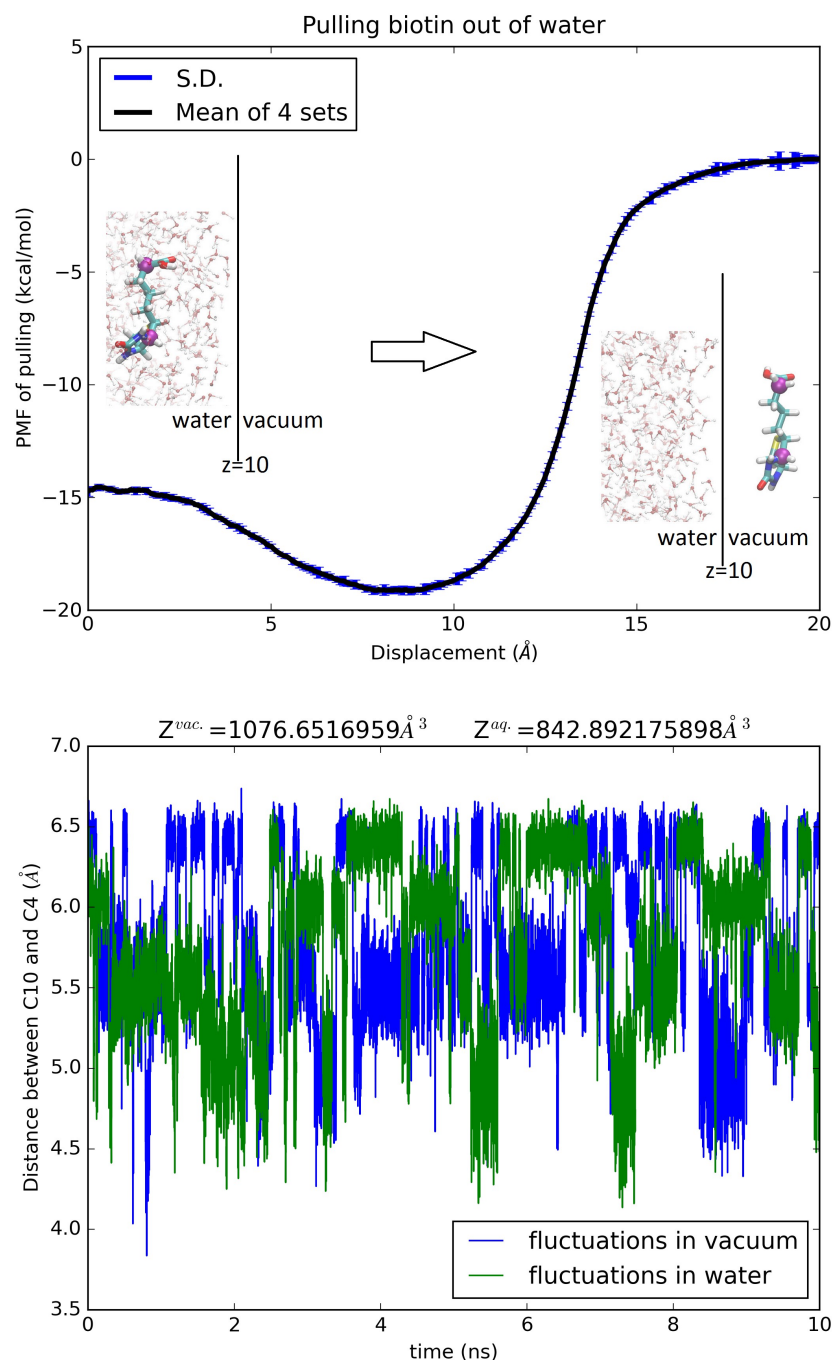 Pulling biotin out of water
5
0
−5
−10
−15
−20
PMF of pulling (kcal/mol)
S.D.
Mean of 4 sets
water vacuum
z=10
water vacuum
z=10
0 5 10 15 20
Displacement (Å)
Z^vac.=1076.6516959Å^3 Z^aq.=842.892175898Å^3
7.0
6.5
6.0
5.5
5.0
4.5
4.0
3.5
Distance between C10 and C4 (Å)
fluctuations in vacuum
fluctuations in water
0 2 4 6 8 10
time (ns)